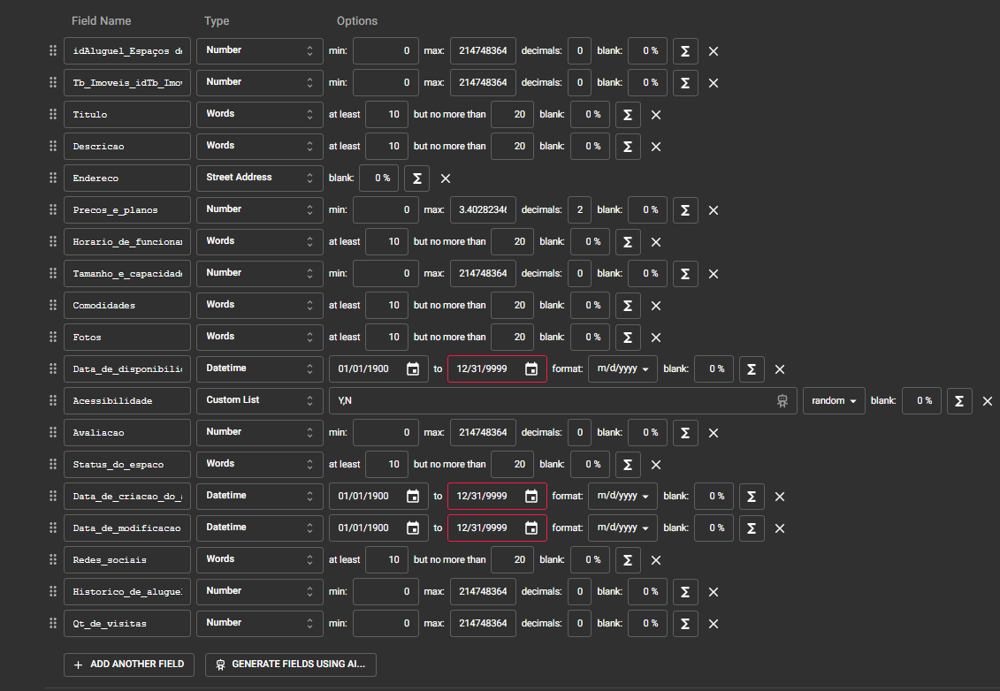 Field Name Type Options
idAluguel_Espaços de Number min: 0 max: 214748364 decimals: 0 blank: 0 % Σ
Tb_Imoveis_idTb_Imov Number min: 0 max: 214748364 decimals: 0 blank: 0 % Σ
Titulo Words at least 10 but no more than 20 blank: 0 % Σ
Descricao Words at least 10 but no more than 20 blank: 0 % Σ
Endereco Street Address blank: 0 % Σ
Precos_e_planos Number min: 0 max: 3.40282346 decimals: 2 blank: 0 % Σ
Horario_de_funcionam Words at least 10 but no more than 20 blank: 0 % Σ
Tamanho_e_capacidade Number min: 0 max: 214748364 decimals: 0 blank: 0 % Σ
Comodidades Words at least 10 but no more than 20 blank: 0 % Σ
Fotos Words at least 10 but no more than 20 blank: 0 % Σ
Data_de_disponibilic Datetime 01/01/1900 to 12/31/9999 format: m/d/yyyy blank: 0 % Σ
Acessibilidade Custom List Y,N random blank: 0 % Σ
Avaliacao Number min: 0 max: 214748364 decimals: 0 blank: 0 % Σ
Status_do_espaco Words at least 10 but no more than 20 blank: 0 % Σ
Data_de_criacao_do_a Datetime 01/01/1900 to 12/31/9999 format: m/d/yyyy blank: 0 % Σ
Data_de_modificacao Datetime 01/01/1900 to 12/31/9999 format: m/d/yyyy blank: 0 % Σ
Redes_sociais Words at least 10 but no more than 20 blank: 0 % Σ
Historico_de_aluguel Number min: 0 max: 214748364 decimals: 0 blank: 0 % Σ
Qt_de_visitas Number min: 0 max: 214748364 decimals: 0 blank: 0 % Σ
+ ADD ANOTHER FIELD GENERATE FIELDS USING AI...